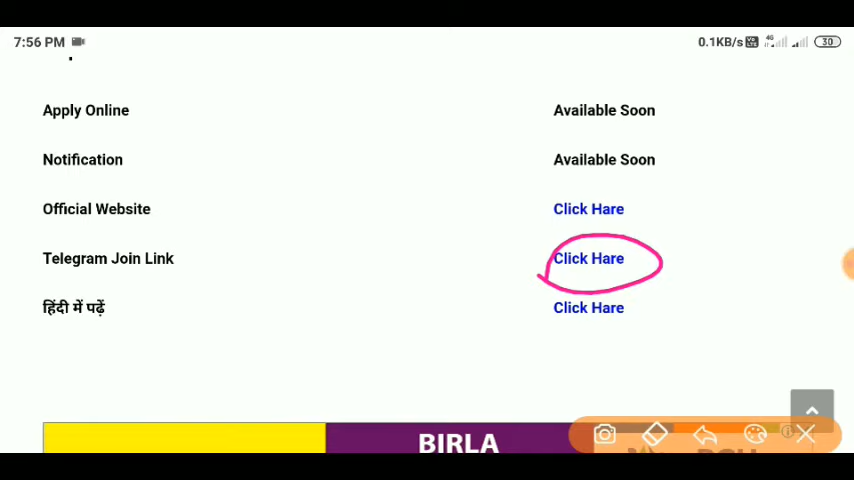 7:56 PM 0.1KB/s 4G 30
Apply Online Available Soon
Notification Available Soon
Official Website Click Hare
Telegram Join Link Click Hare
हिंदी में पढ़ें Click Hare
BIRLA